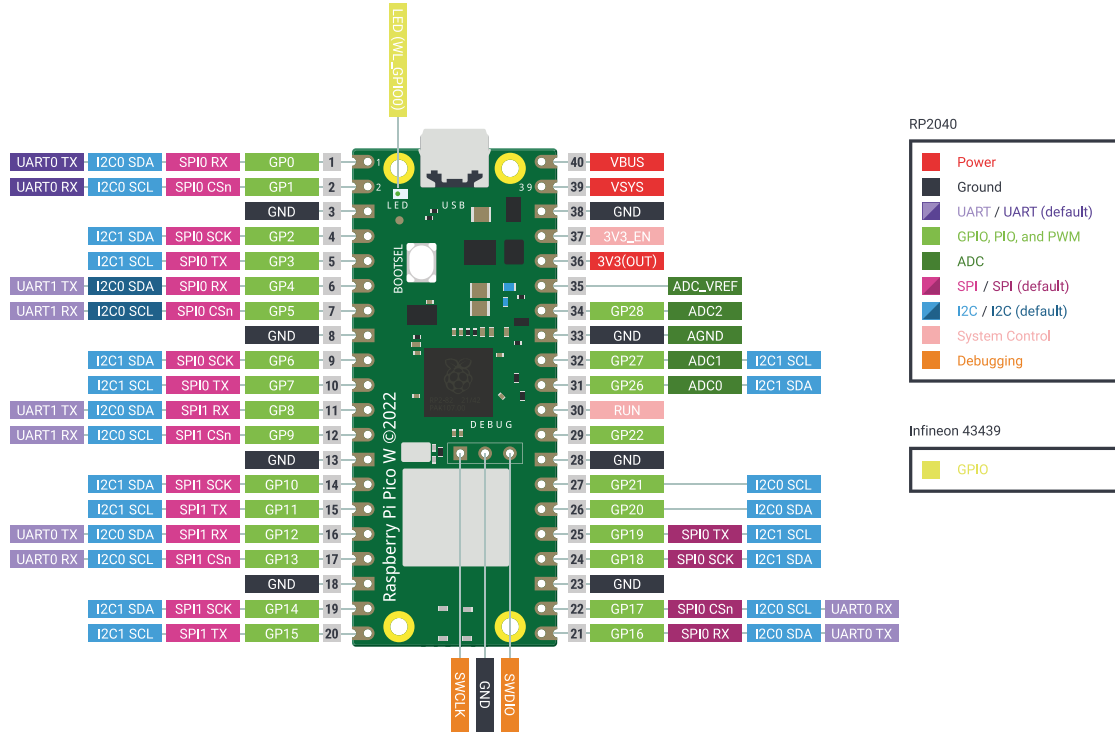 LED (WL_GPIO0)
UART0 TX I2C0 SDA SPI0 RX GP0 1
UART0 RX I2C0 SCL SPI0 CSn GP1 2
GND 3
I2C1 SDA SPI0 SCK GP2 4
I2C1 SCL SPI0 TX GP3 5
UART1 TX I2C0 SDA SPI0 RX GP4 6
UART1 RX I2C0 SCL SPI0 CSn GP5 7
GND 8
I2C1 SDA SPI0 SCK GP6 9
I2C1 SCL SPI0 TX GP7 10
UART1 TX I2C0 SDA SPI1 RX GP8 11
UART1 RX I2C0 SCL SPI1 CSn GP9 12
GND 13
I2C1 SDA SPI1 SCK GP10 14
I2C1 SCL SPI1 TX GP11 15
UART0 TX I2C0 SDA SPI1 RX GP12 16
UART0 RX I2C0 SCL SPI1 CSn GP13 17
GND 18
I2C1 SDA SPI1 SCK GP14 19
I2C1 SCL SPI1 TX GP15 20
1
2
39
LED
USB
BOOTSEL
DEBUG
Raspberry Pi Pico W ©2022
SWCLK
GND
SWDIO
40 VBUS
39 VSYS
38 GND
37 3V3_EN
36 3V3(OUT)
35 ADC_VREF
34 GP28 ADC2
33 GND AGND
32 GP27 ADC1 I2C1 SCL
31 GP26 ADC0 I2C1 SDA
30 RUN
29 GP22
28 GND
27 GP21 I2C0 SCL
26 GP20 I2C0 SDA
25 GP19 SPI0 TX I2C1 SCL
24 GP18 SPI0 SCK I2C1 SDA
23 GND
22 GP17 SPI0 CSn I2C0 SCL UART0 RX
21 GP16 SPI0 RX I2C0 SDA UART0 TX
RP2040
Power
Ground
UART / UART (default)
GPIO, PIO, and PWM
ADC
SPI / SPI (default)
I2C / I2C (default)
System Control
Debugging
Infineon 43439
GPIO